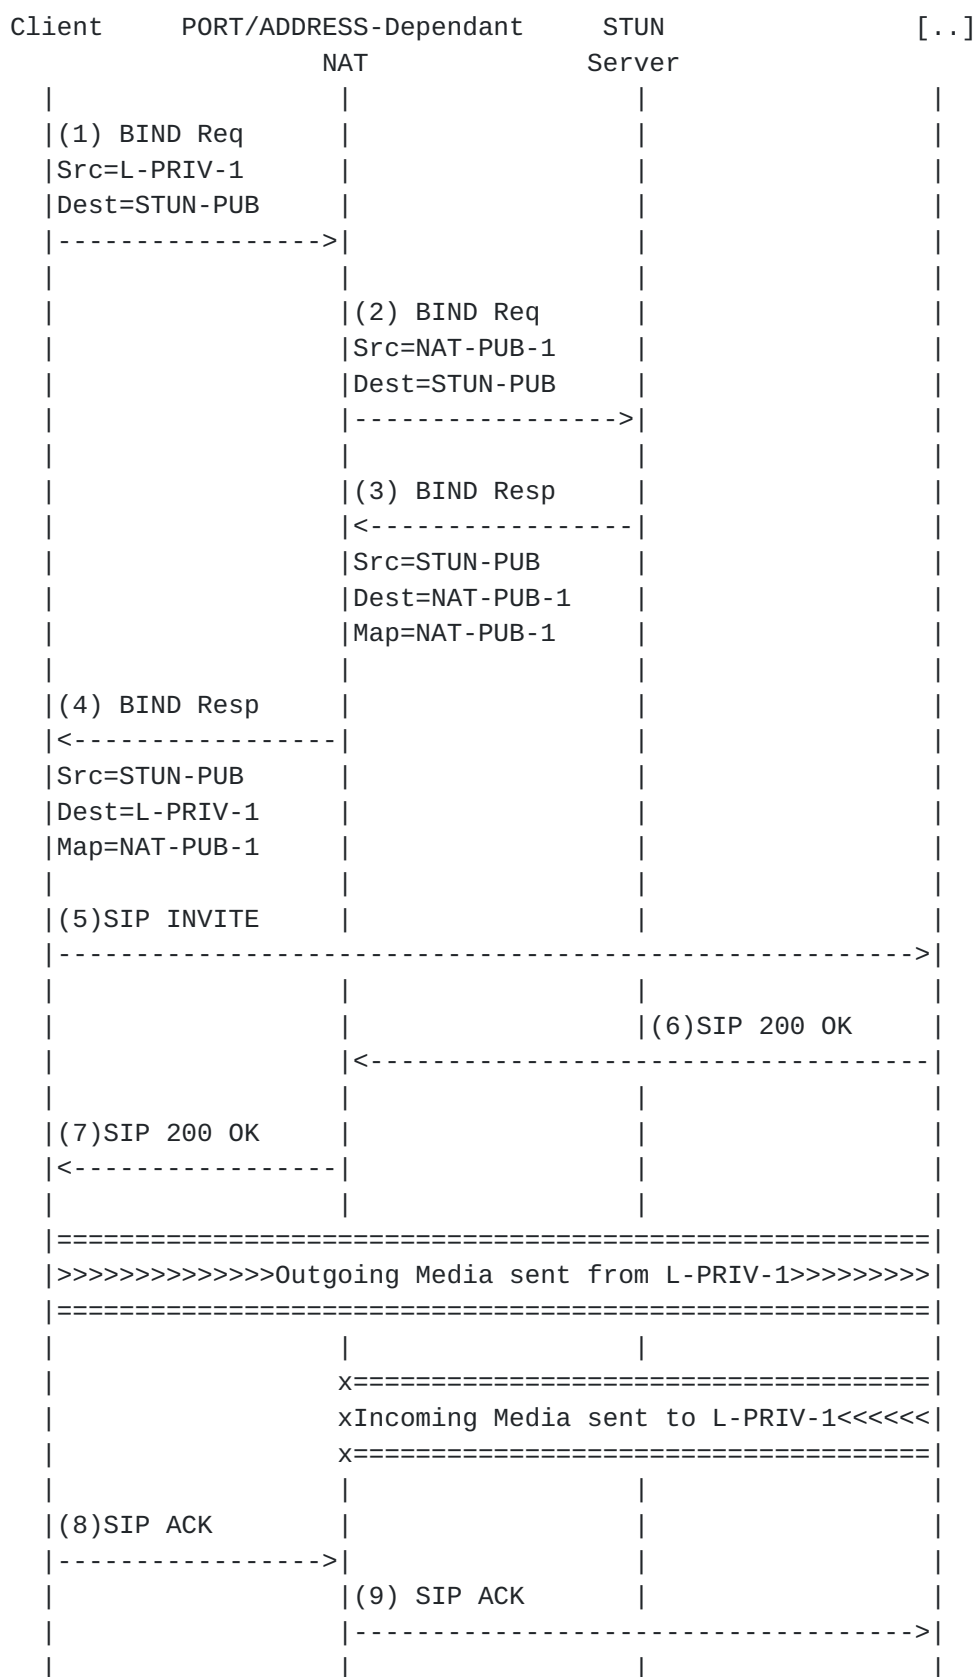 Client     PORT/ADDRESS-Dependant     STUN                [..]
                    NAT              Server
  |                  |                  |                  |
  |(1) BIND Req      |                  |                  |
  |Src=L-PRIV-1      |                  |                  |
  |Dest=STUN-PUB     |                  |                  |
  |----------------->|                  |                  |
  |                  |                  |                  |
  |                  |(2) BIND Req      |                  |
  |                  |Src=NAT-PUB-1     |                  |
  |                  |Dest=STUN-PUB     |                  |
  |                  |----------------->|                  |
  |                  |                  |                  |
  |                  |(3) BIND Resp     |                  |
  |                  |<-----------------|                  |
  |                  |Src=STUN-PUB      |                  |
  |                  |Dest=NAT-PUB-1    |                  |
  |                  |Map=NAT-PUB-1     |                  |
  |                  |                  |                  |
  |(4) BIND Resp     |                  |                  |
  |<-----------------|                  |                  |
  |Src=STUN-PUB      |                  |                  |
  |Dest=L-PRIV-1     |                  |                  |
  |Map=NAT-PUB-1     |                  |                  |
  |                  |                  |                  |
  |(5)SIP INVITE     |                  |                  |
  |------------------------------------------------------->|
  |                  |                  |                  |
  |                  |                  |(6)SIP 200 OK     |
  |                  |<------------------------------------|
  |                  |                  |                  |
  |(7)SIP 200 OK     |                  |                  |
  |<-----------------|                  |                  |
  |                  |                  |                  |
  |========================================================|
  |>>>>>>>>>>>>>>Outgoing Media sent from L-PRIV-1>>>>>>>>>|
  |========================================================|
  |                  |                  |                  |
  |                  x=====================================|
  |                  xIncoming Media sent to L-PRIV-1<<<<<<|
  |                  x=====================================|
  |                  |                  |                  |
  |(8)SIP ACK        |                  |                  |
  |----------------->|                  |                  |
  |                  |(9) SIP ACK       |                  |
  |                  |------------------------------------>|
  |                  |                  |                  |